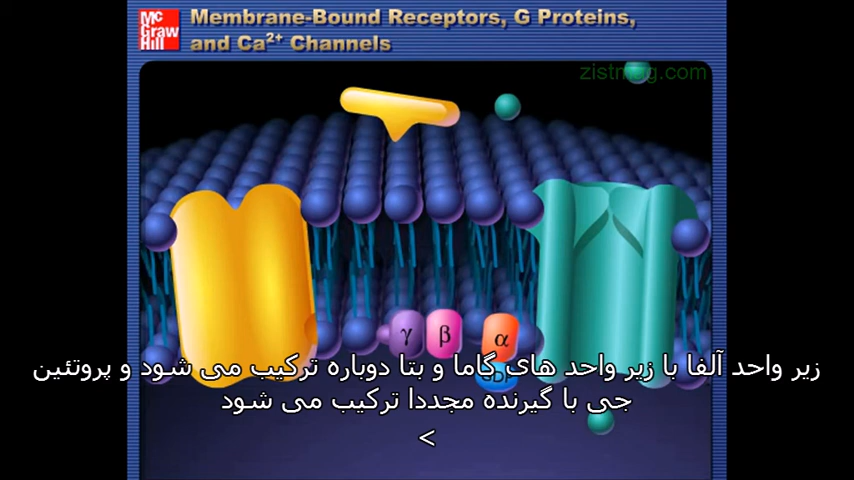 Mc
Graw
Hill
Membrane-Bound Receptors, G Proteins,
and Ca²⁺ Channels
zistmag.com
γ β α
زیر واحد آلفا با زیر واحد های گاما و بتا دوباره ترکیب می شود و پروتئین
جی با گیرنده مجددا ترکیب می شود
>